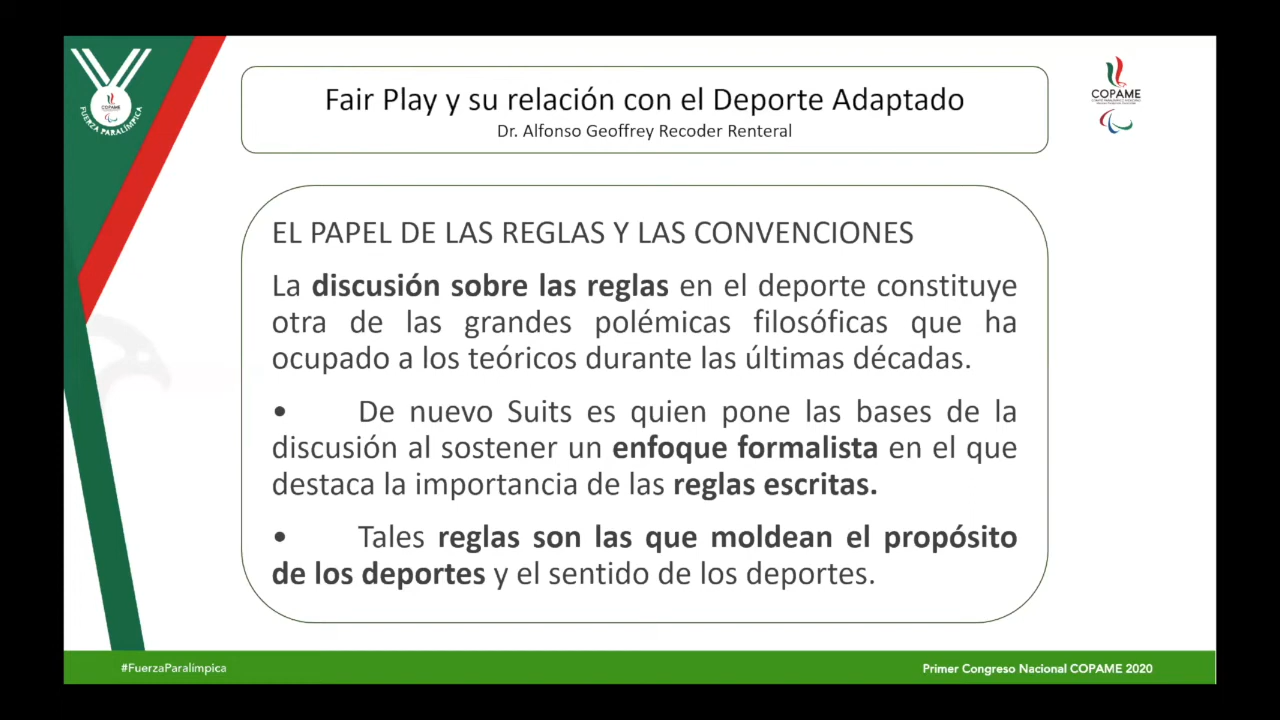 Fair Play y su relación con el Deporte Adaptado
Dr. Alfonso Geoffrey Recoder Renteral
COPAME
FUERZA PARALÍMPICA
COPAME
EL PAPEL DE LAS REGLAS Y LAS CONVENCIONES
La discusión sobre las reglas en el deporte constituye
otra de las grandes polémicas filosóficas que ha
ocupado a los teóricos durante las últimas décadas.
• De nuevo Suits es quien pone las bases de la
discusión al sostener un enfoque formalista en el que
destaca la importancia de las reglas escritas.
• Tales reglas son las que moldean el propósito
de los deportes y el sentido de los deportes.
#FuerzaParalímpica
Primer Congreso Nacional COPAME 2020